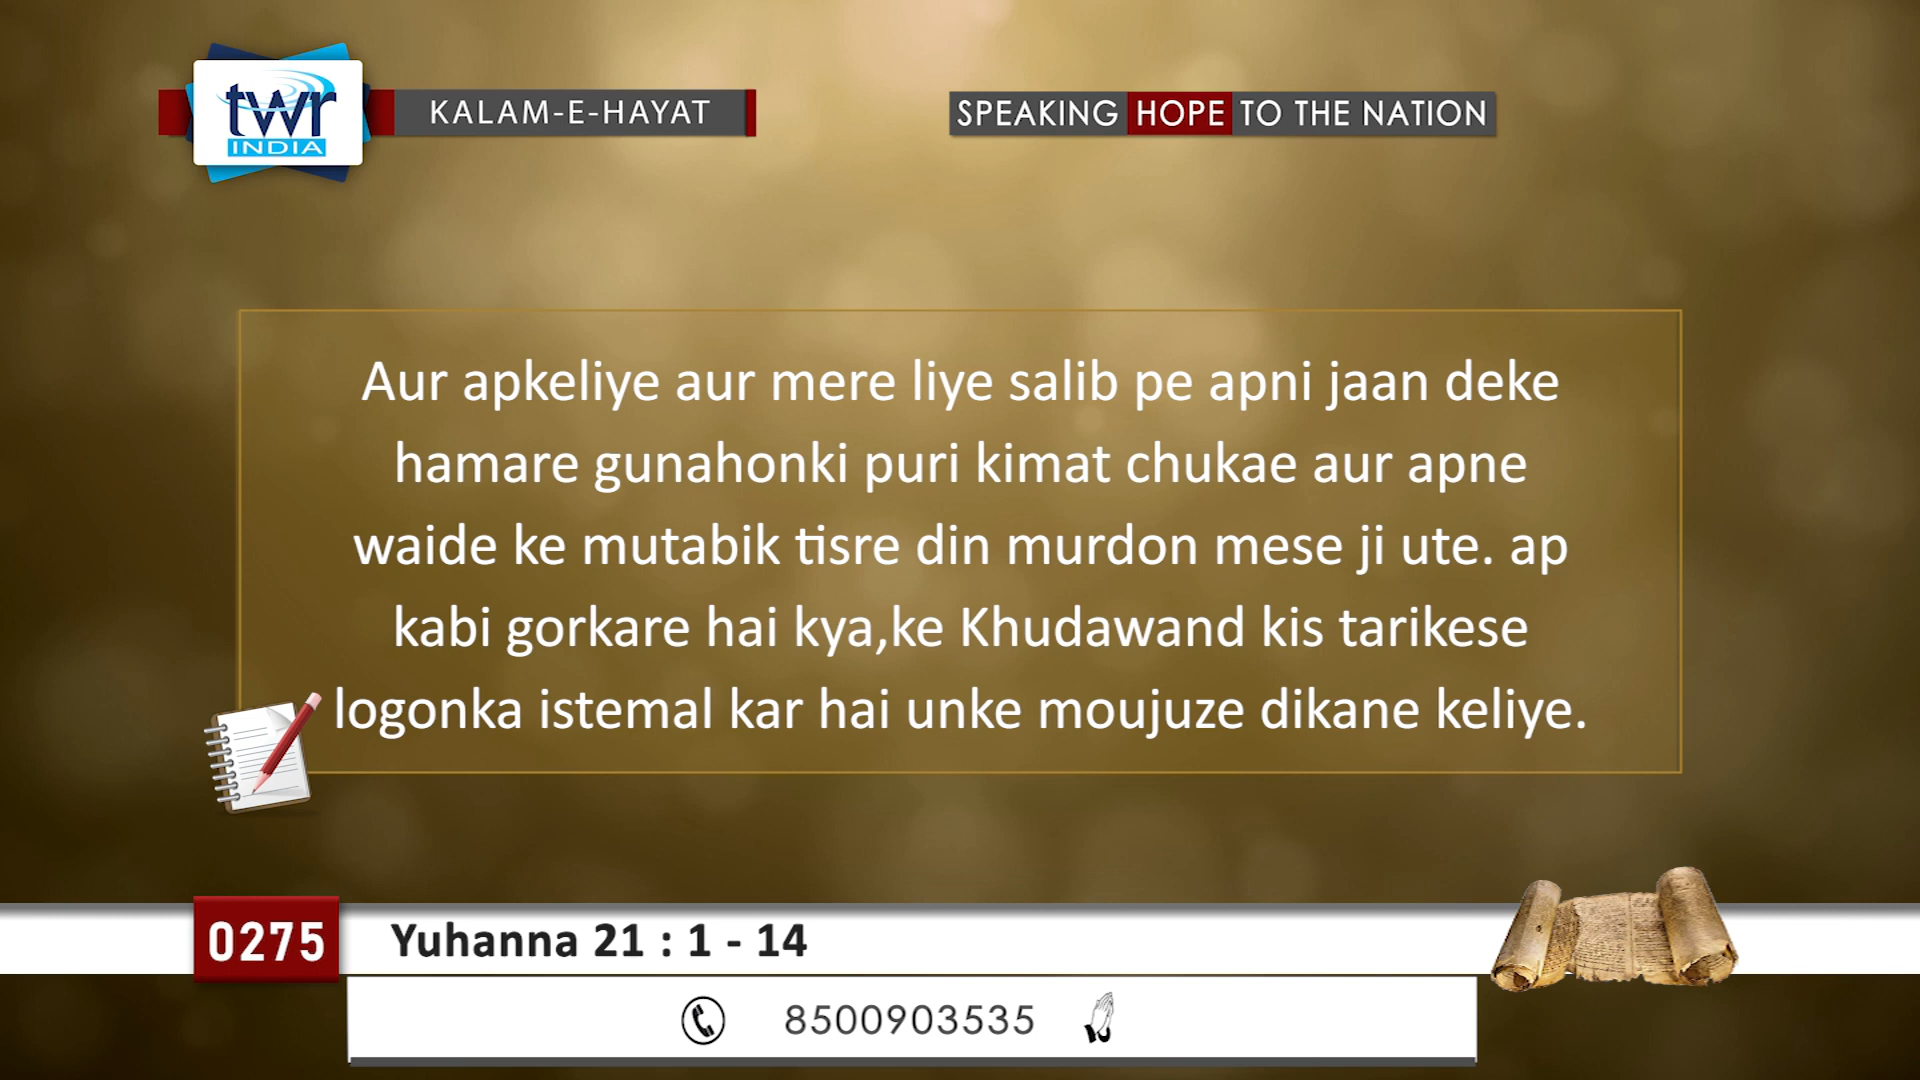 twr
INDIA
KALAM-E-HAYAT
SPEAKING HOPE TO THE NATION
Aur apkeliye aur mere liye salib pe apni jaan deke
hamare gunahonki puri kimat chukae aur apne
waide ke mutabik tisre din murdon mese ji ute. ap
kabi gorkare hai kya,ke Khudawand kis tarikese
logonka istemal kar hai unke moujuze dikane keliye.
0275
Yuhanna 21 : 1 - 14
8500903535